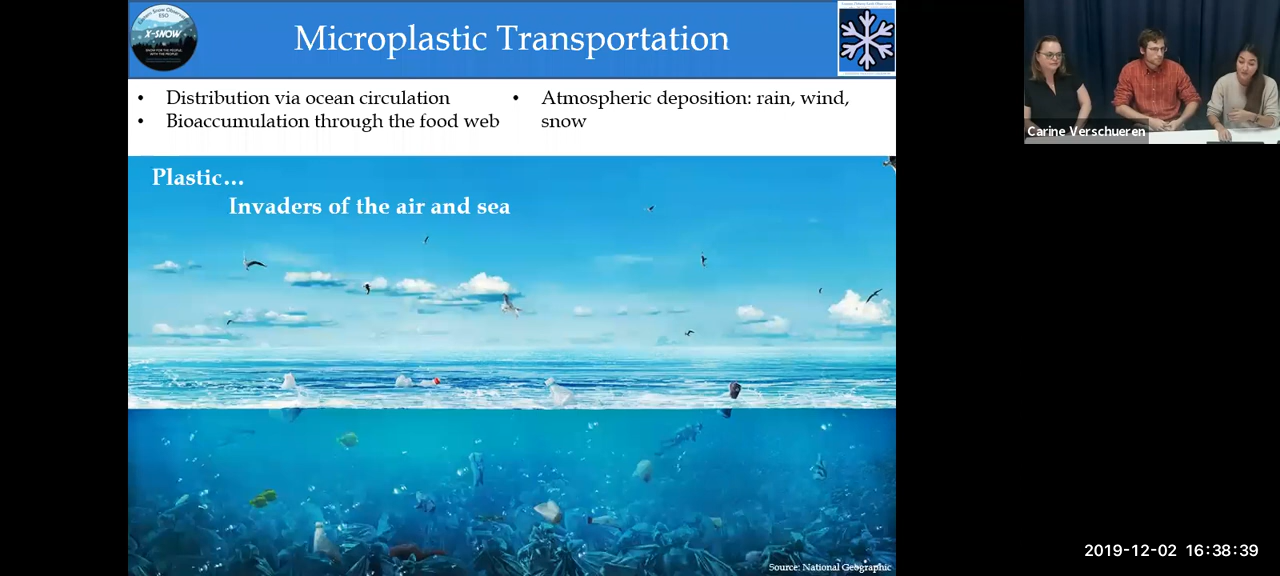 X-SNOW
Microplastic Transportation
• Distribution via ocean circulation
• Bioaccumulation through the food web
• Atmospheric deposition: rain, wind,
snow
Plastic...
Invaders of the air and sea
Source: National Geographic
Carine Verschueren
2019-12-02 16:38:39